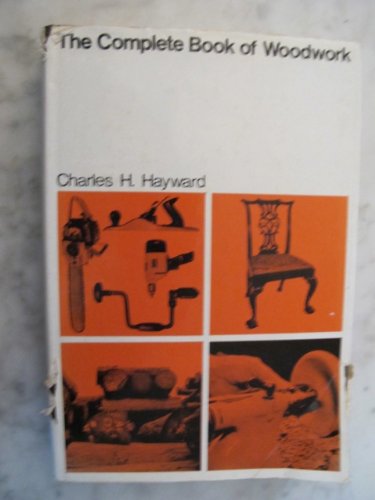 The Complete Book of Woodwork
Charles H. Hayward